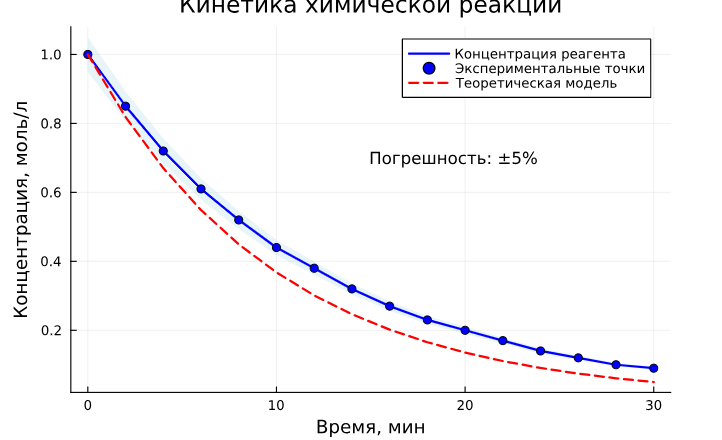 Кинетика химической реакции
Концентрация реагента
Экспериментальные точки
Теоретическая модель
Погрешность: ±5%
Концентрация, моль/л
1.0
0.8
0.6
0.4
0.2
0
10
20
30
Время, мин